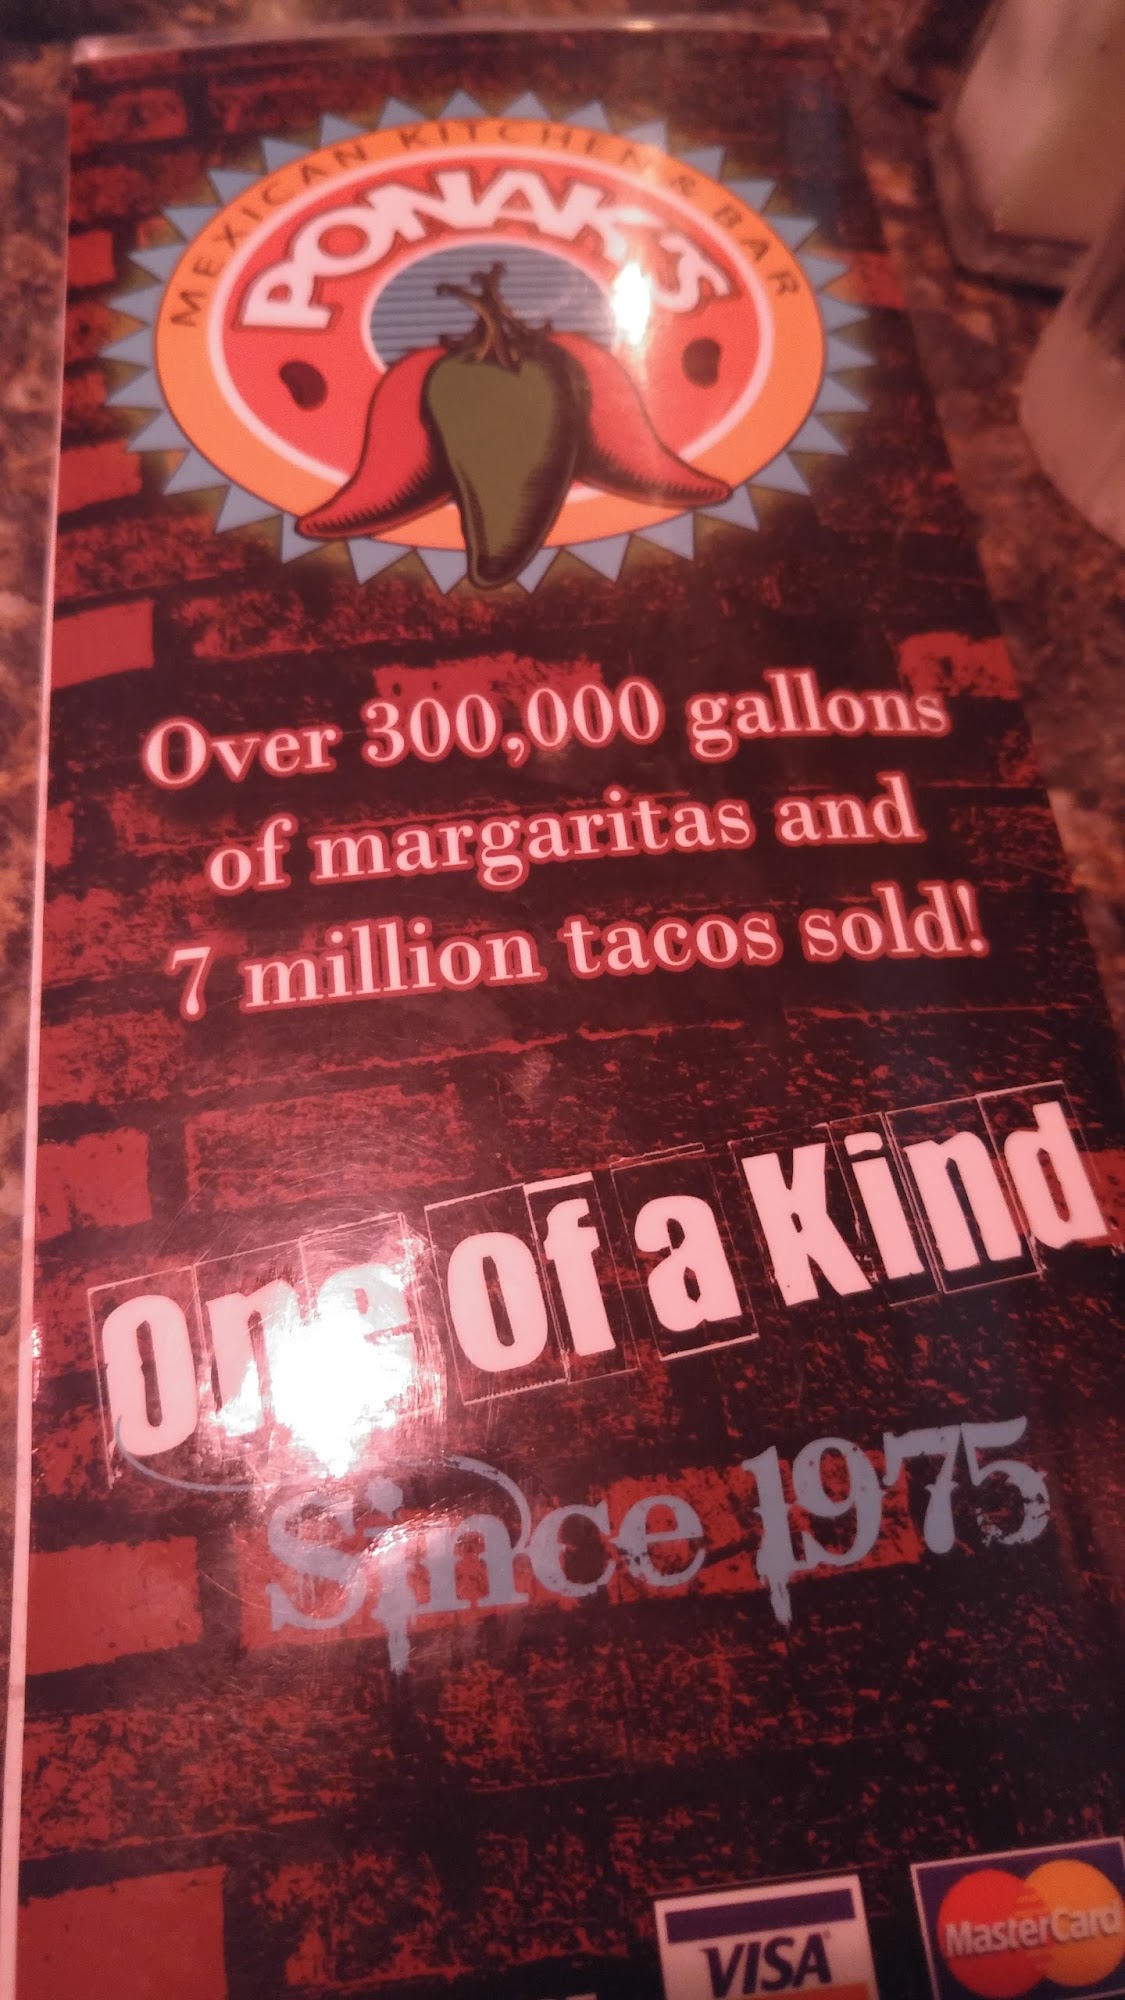 MEXICAN KITCHEN & BAR
PONAK'S
Over 300,000 gallons
of margaritas and
7 million tacos sold!
One of a Kind
Since 1975
VISA
MasterCard